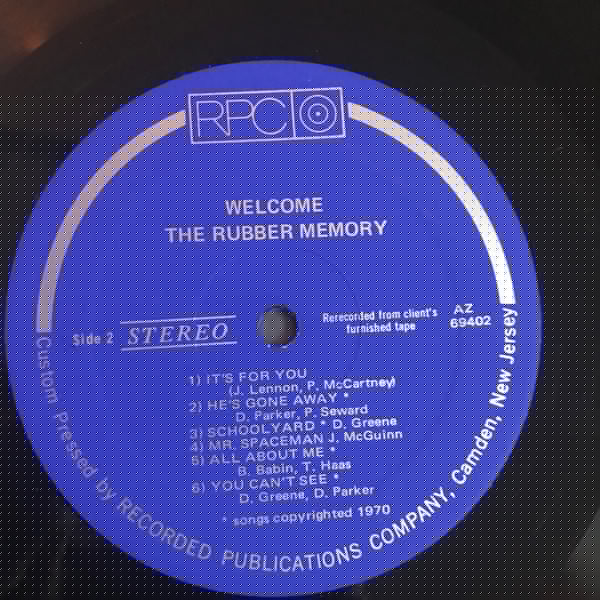 RPC
WELCOME
THE RUBBER MEMORY
Side 2 STEREO
Rerecorded from client's
furnished tape
AZ
69402
1) IT'S FOR YOU
(J. Lennon, P. McCartney)
2) HE'S GONE AWAY *
D. Parker, P. Seward
3) SCHOOLYARD * D. Greene
4) MR. SPACEMAN J. McGuinn
5) ALL ABOUT ME *
B. Babin, T. Haas
6) YOU CAN'T SEE *
D. Greene, D. Parker
* songs copyrighted 1970
Custom Pressed by RECORDED PUBLICATIONS COMPANY, Camden, New Jersey